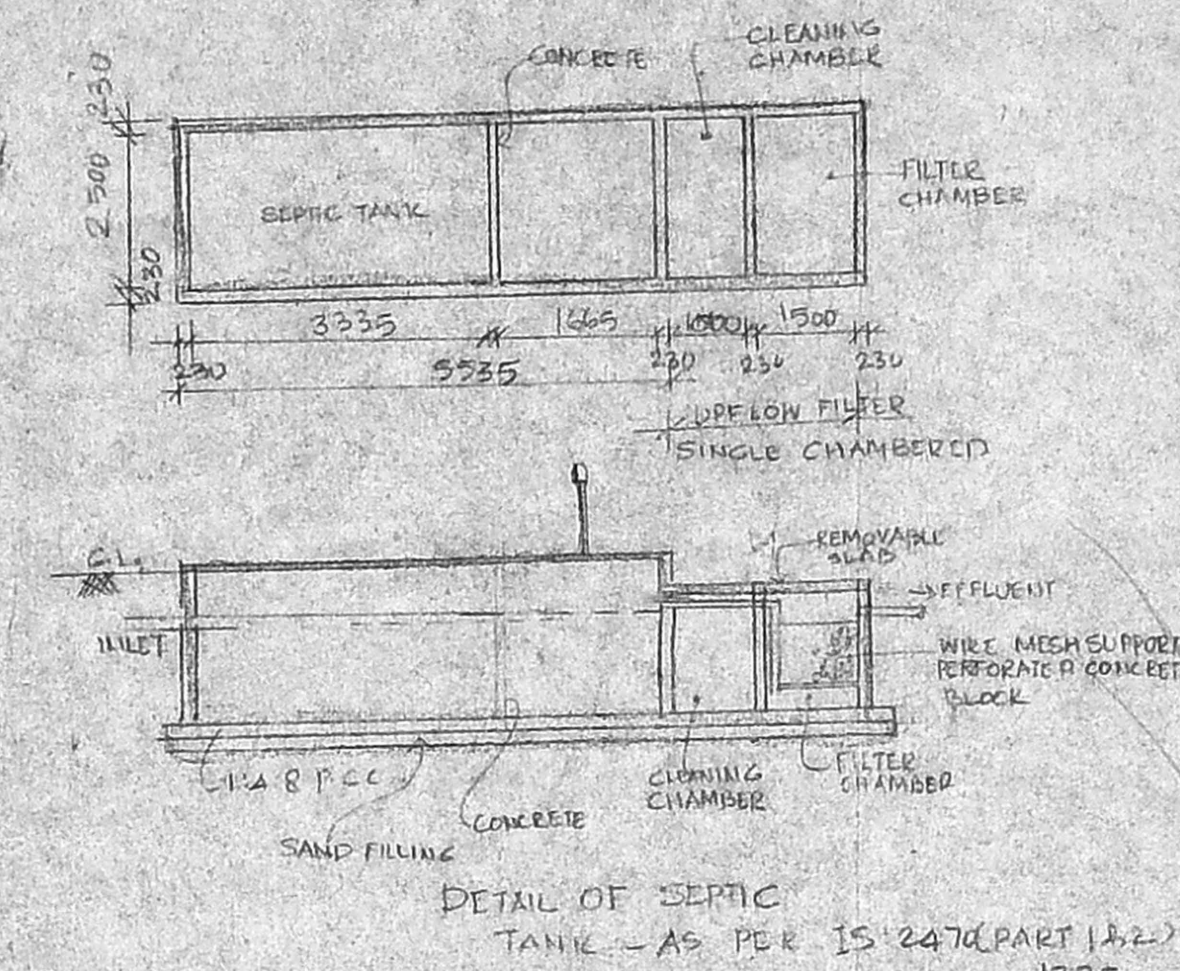 CONCRETE
CLEANING
CHAMBER
230
2500
230
SEPTIC TANK
FILTER
CHAMBER
3335
1665
1500
230
5535
230
230
230
UPFLOW FILTER
SINGLE CHAMBERED
G.L.
REMOVABLE
SLAB
EFFLUENT
INLET
WIRE MESH SUPPORT
PERFORATED CONCRET
BLOCK
1:4:8 P.C.C
CLEANING
CHAMBER
FILTER
CHAMBER
CONCRETE
SAND FILLING
DETAIL OF SEPTIC
TANK - AS PER IS 2470(PART 1&2)